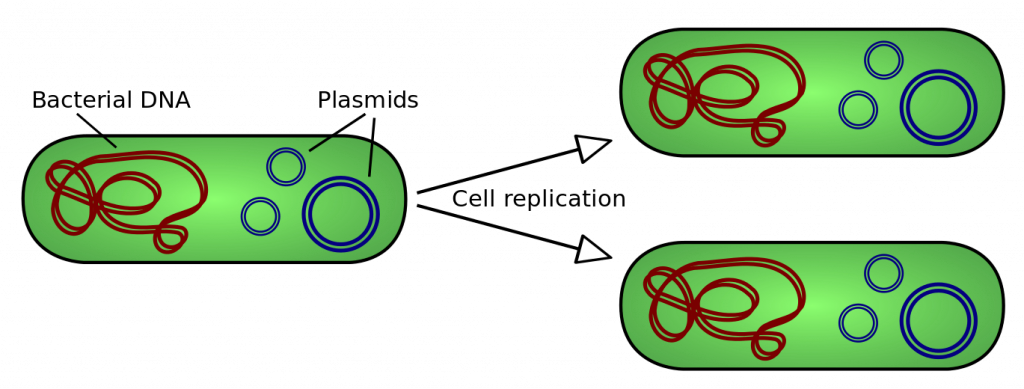 Bacterial DNA
Plasmids
Cell replication